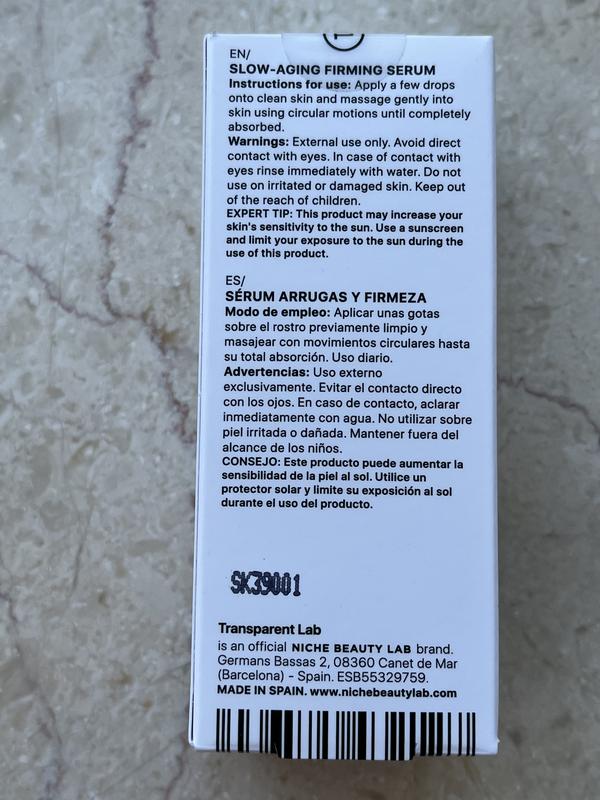 EN/
SLOW-AGING FIRMING SERUM
Instructions for use: Apply a few drops
onto clean skin and massage gently into
skin using circular motions until completely
absorbed.
Warnings: External use only. Avoid direct
contact with eyes. In case of contact with
eyes rinse immediately with water. Do not
use on irritated or damaged skin. Keep out
of the reach of children.
EXPERT TIP: This product may increase your
skin's sensitivity to the sun. Use a sunscreen
and limit your exposure to the sun during the
use of this product.
ES/
SÉRUM ARRUGAS Y FIRMEZA
Modo de empleo: Aplicar unas gotas
sobre el rostro previamente limpio y
masajear con movimientos circulares hasta
su total absorción. Uso diario.
Advertencias: Uso externo
exclusivamente. Evitar el contacto directo
con los ojos. En caso de contacto, aclarar
inmediatamente con agua. No utilizar sobre
piel irritada o dañada. Mantener fuera del
alcance de los niños.
CONSEJO: Este producto puede aumentar la
sensibilidad de la piel al sol. Utilice un
protector solar y limite su exposición al sol
durante el uso del producto.
SK39001
Transparent Lab
is an official NICHE BEAUTY LAB brand.
Germans Bassas 2, 08360 Canet de Mar
(Barcelona) - Spain. ESB55329759.
MADE IN SPAIN. www.nichebeautylab.com